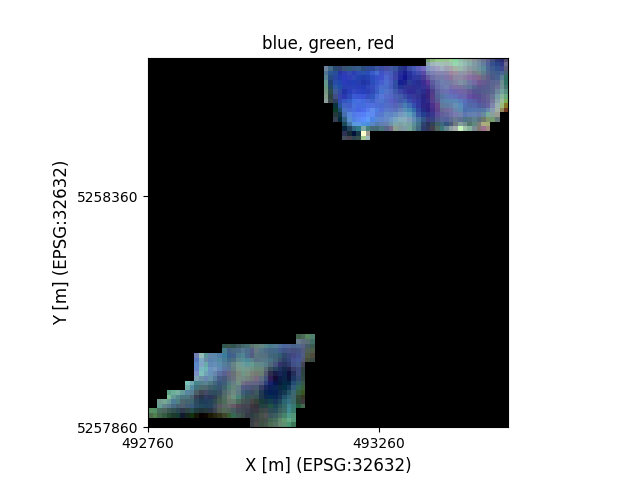 blue, green, red
Y [m] (EPSG:32632)
5258360
5257860
492760
493260
X [m] (EPSG:32632)